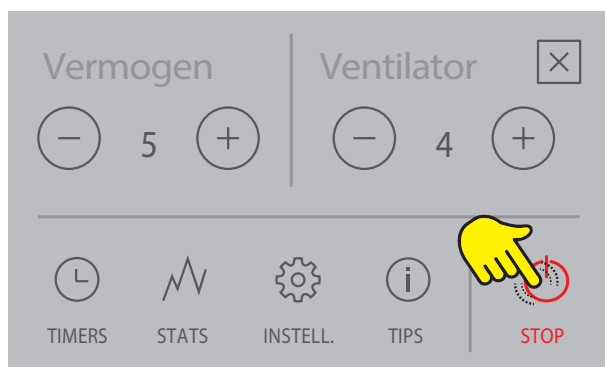 Vermogen
Ventilator
5
4
TIMERS
STATS
INSTELL.
TIPS
STOP